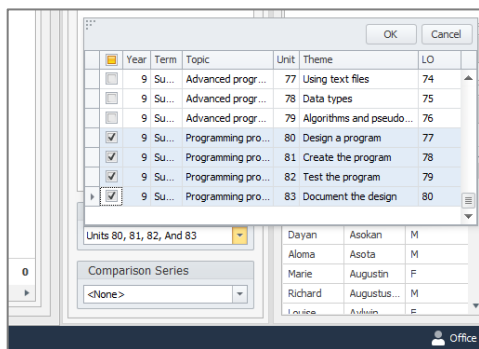 OK Cancel
Year Term Topic Unit Theme LO
9 Su... Advanced progr... 77 Using text files 74
9 Su... Advanced progr... 78 Data types 75
9 Su... Advanced progr... 79 Algorithms and pseudo... 76
9 Su... Programming pro... 80 Design a program 77
9 Su... Programming pro... 81 Create the program 78
9 Su... Programming pro... 82 Test the program 79
9 Su... Programming pro... 83 Document the design 80
Units 80, 81, 82, And 83
Dayan Asokan M
Aloma Asota M
0
Comparison Series
Marie Augustin F
<None>
Richard Augustus... M
Louise Aylwin F
Office